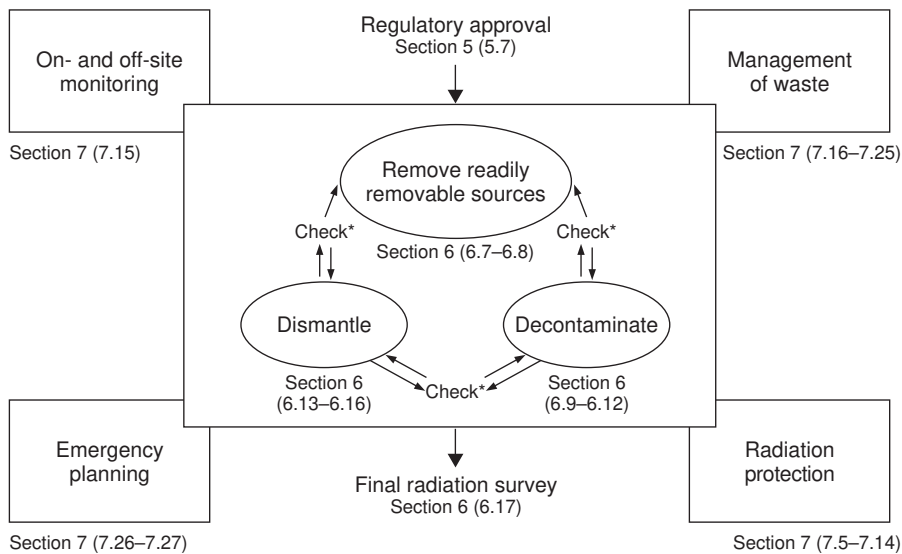 Regulatory approval
Section 5 (5.7)
On- and off-site
monitoring
Section 7 (7.15)
Management
of waste
Section 7 (7.16–7.25)
Remove readily
removable sources
Section 6 (6.7–6.8)
Check*
Check*
Dismantle
Section 6
(6.13–6.16)
Decontaminate
Section 6
(6.9–6.12)
Check*
Emergency
planning
Section 7 (7.26–7.27)
Final radiation survey
Section 6 (6.17)
Radiation
protection
Section 7 (7.5–7.14)